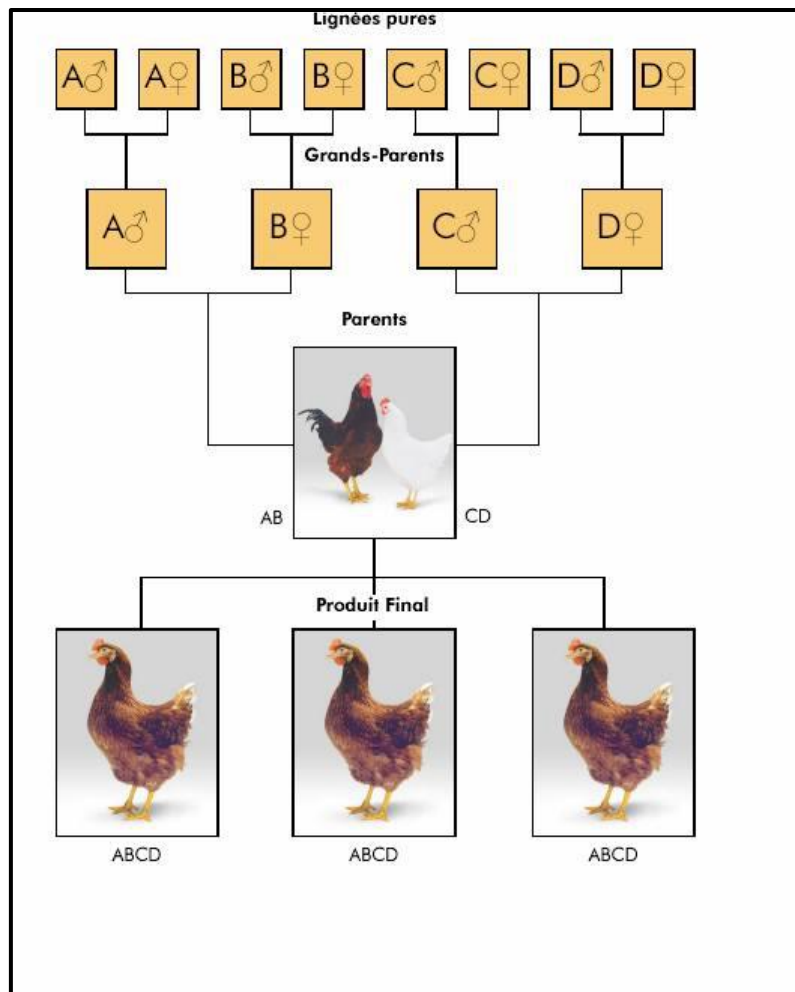 Lignées pures
A♂ A♀ B♂ B♀ C♂ C♀ D♂ D♀
Grands-Parents
A♂ B♀ C♂ D♀
Parents
AB CD
Produit Final
ABCD ABCD ABCD